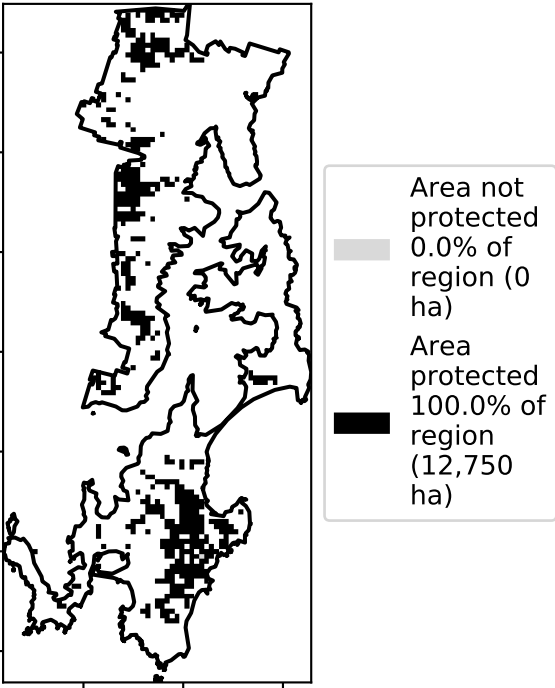 Area not
protected
0.0% of
region (0
ha)
Area
protected
100.0% of
region
(12,750
ha)